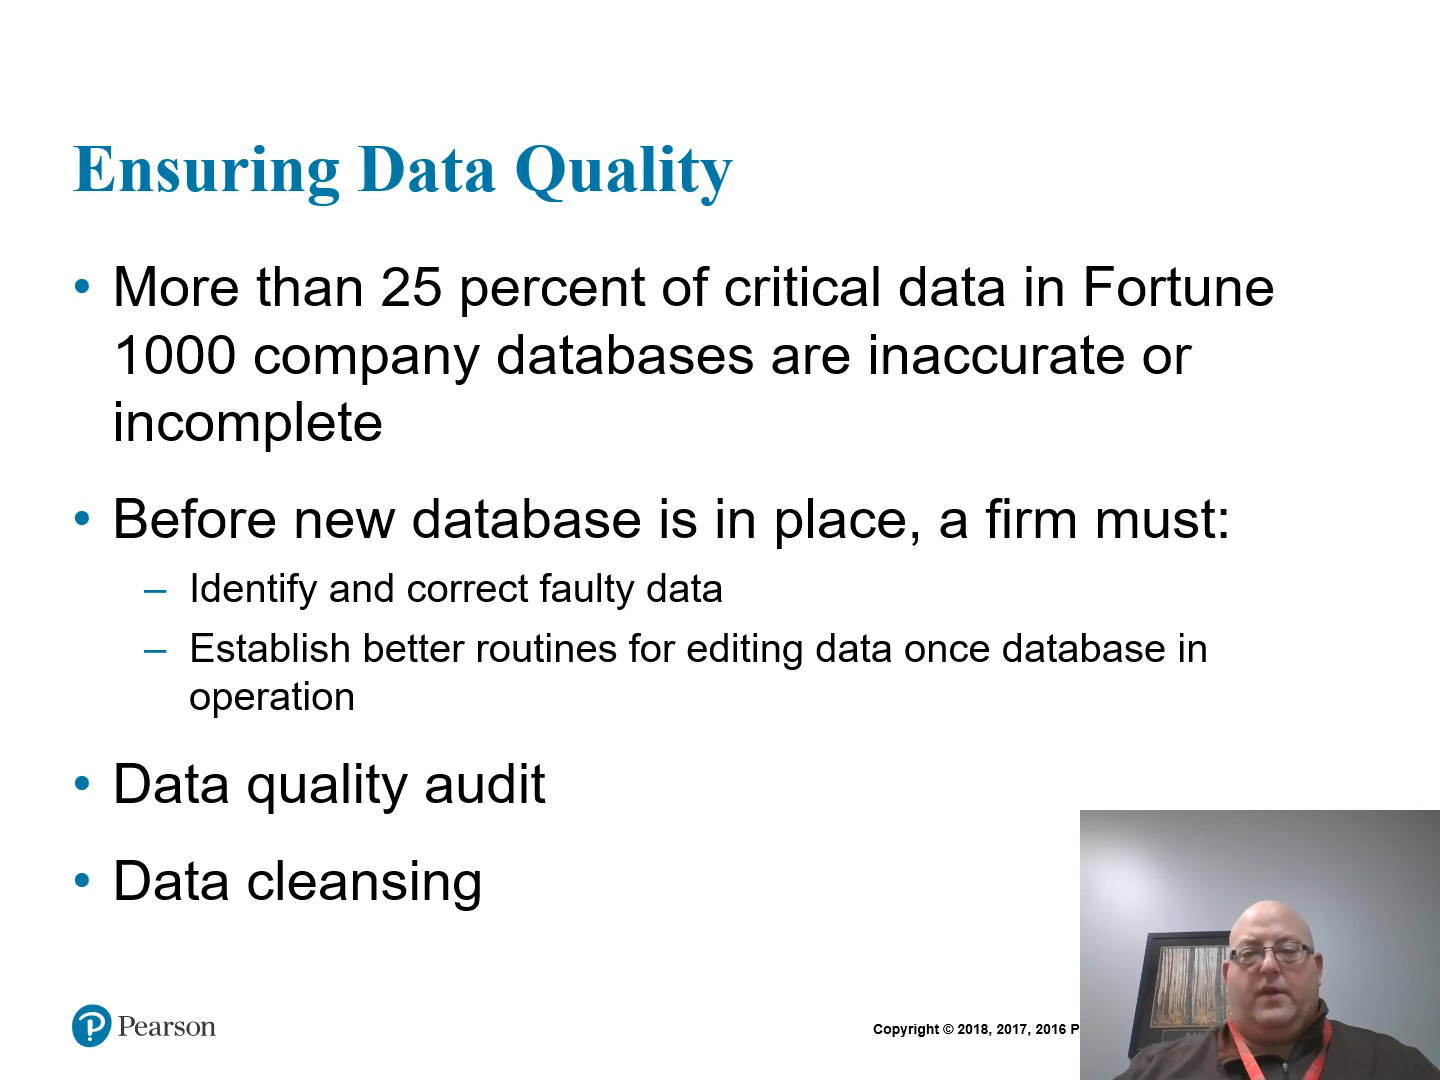 Ensuring Data Quality
• More than 25 percent of critical data in Fortune
1000 company databases are inaccurate or
incomplete
• Before new database is in place, a firm must:
– Identify and correct faulty data
– Establish better routines for editing data once database in
operation
• Data quality audit
• Data cleansing
Pearson
Copyright © 2018, 2017, 2016 P